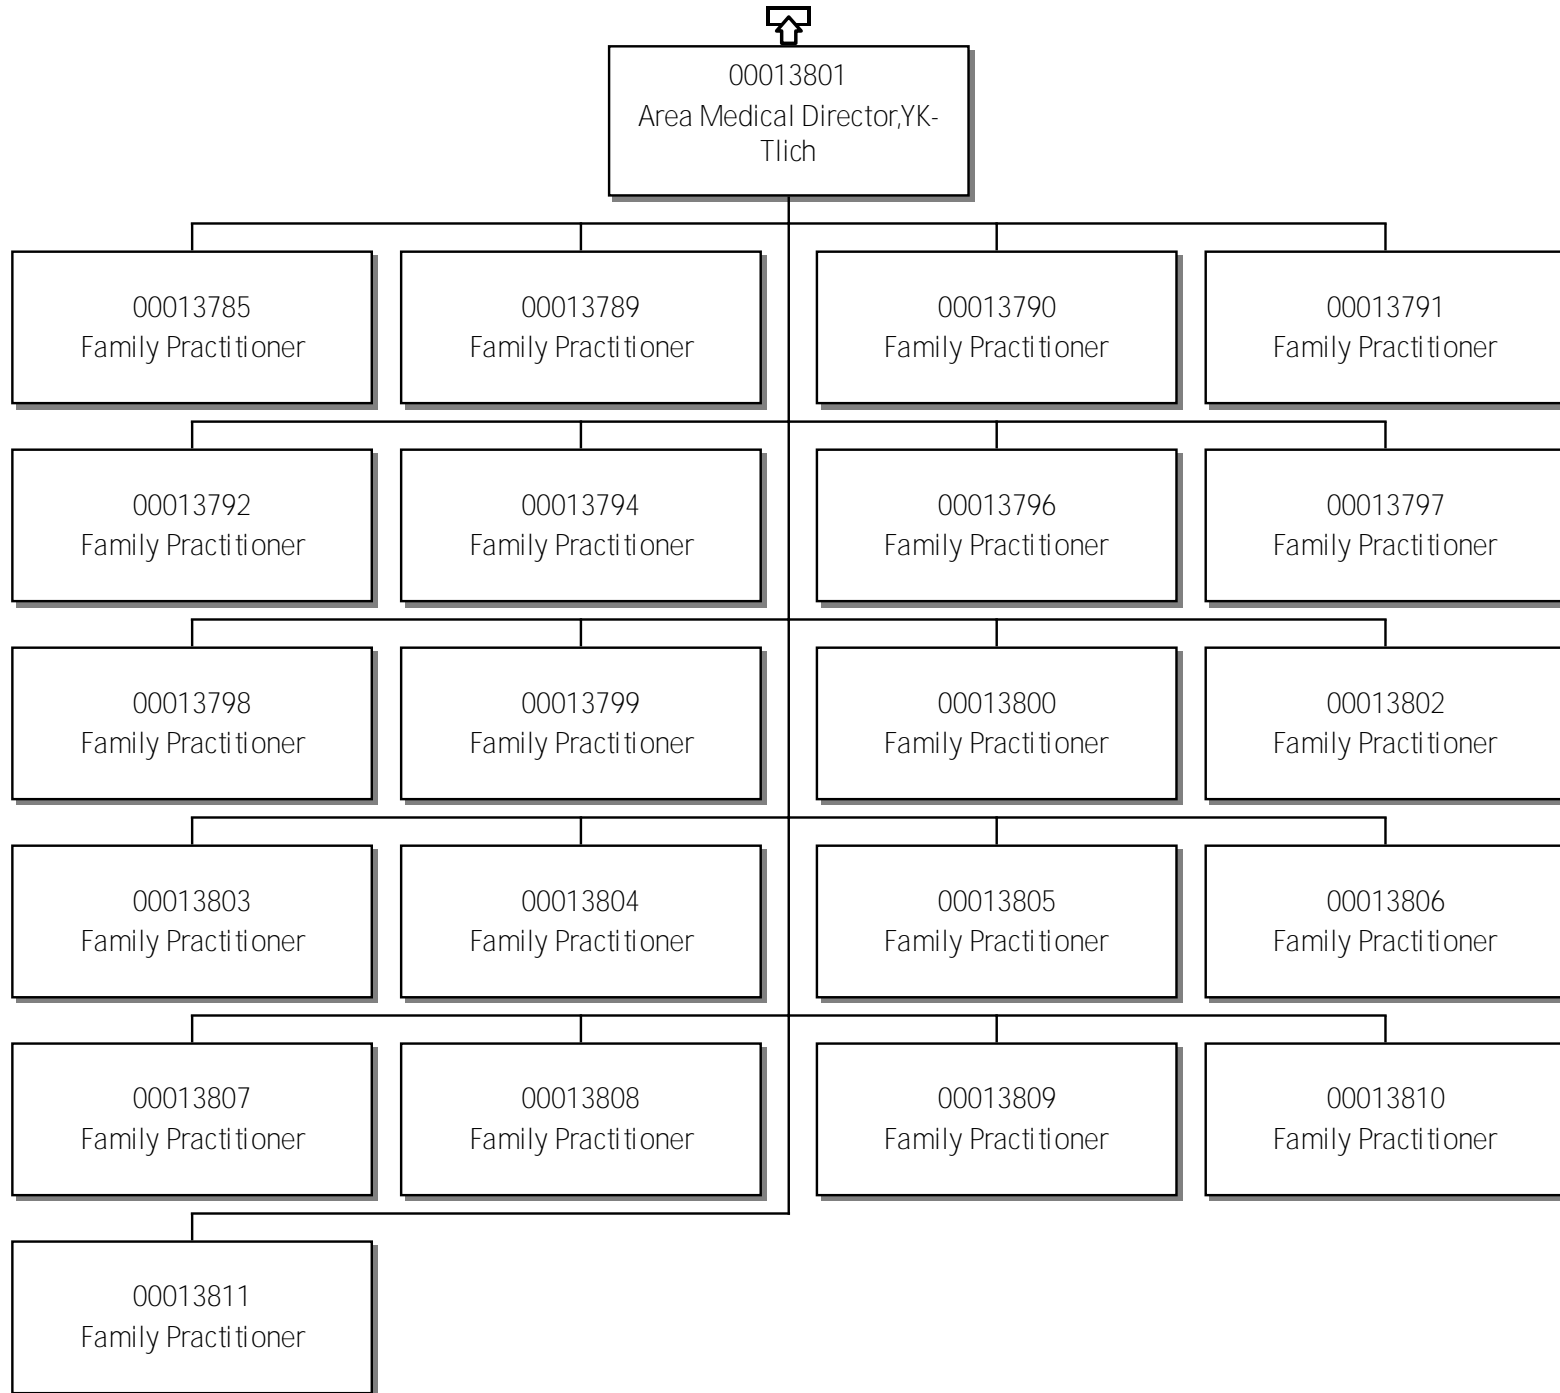 00013801
Area Medical Director,YK-
Tlich
00013785
Family Practitioner
00013789
Family Practitioner
00013790
Family Practitioner
00013791
Family Practitioner
00013792
Family Practitioner
00013794
Family Practitioner
00013796
Family Practitioner
00013797
Family Practitioner
00013798
Family Practitioner
00013799
Family Practitioner
00013800
Family Practitioner
00013802
Family Practitioner
00013803
Family Practitioner
00013804
Family Practitioner
00013805
Family Practitioner
00013806
Family Practitioner
00013807
Family Practitioner
00013808
Family Practitioner
00013809
Family Practitioner
00013810
Family Practitioner
00013811
Family Practitioner